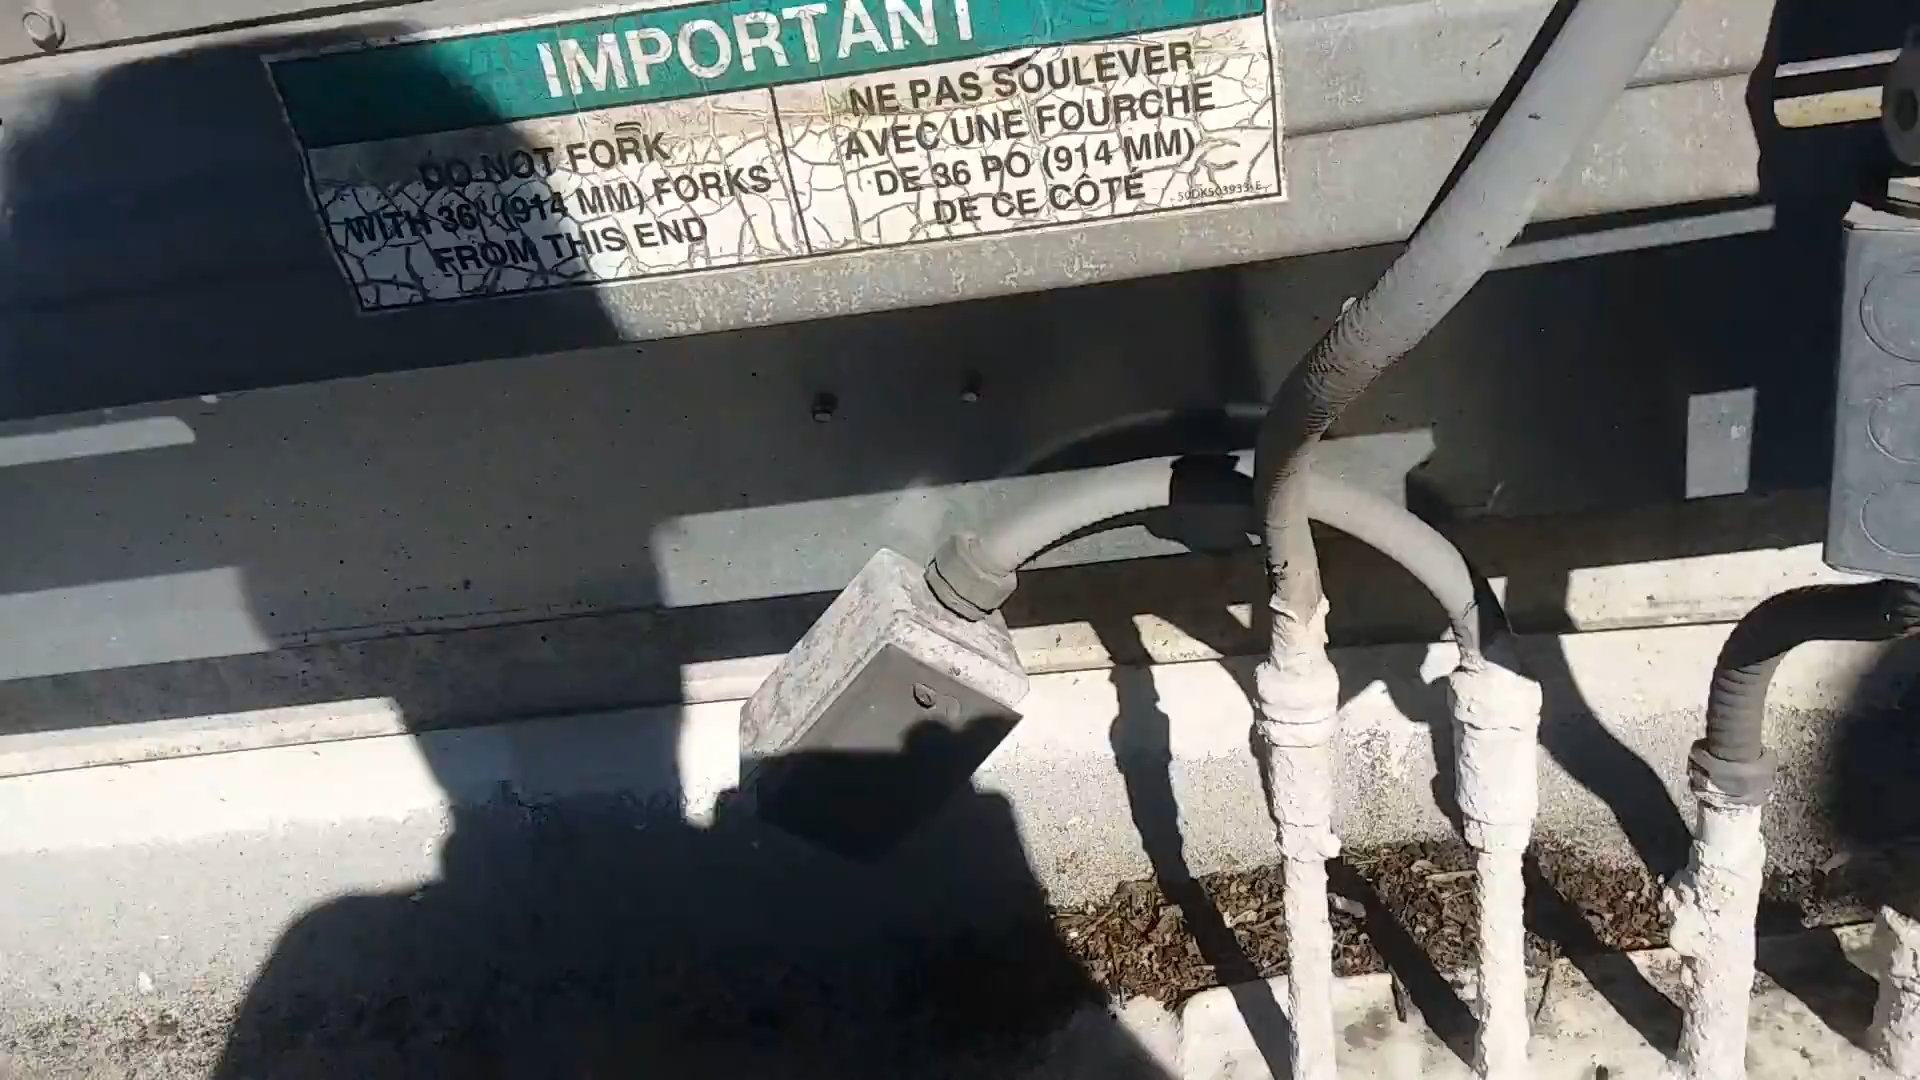 IMPORTANT
DO NOT FORK
WITH 36" (914 MM) FORKS
FROM THIS END
NE PAS SOULEVER
AVEC UNE FOURCHE
DE 36 PO (914 MM)
DE CE CÔTÉ